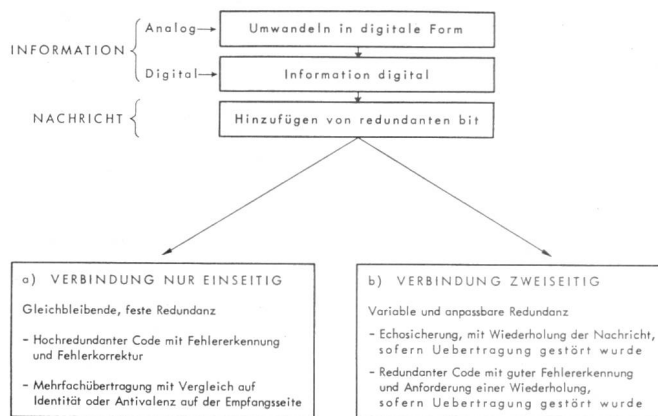 Analog
Umwandeln in digitale Form
INFORMATION
Digital
Information digital
NACHRICHT
Hinzufügen von redundanten bit
a) VERBINDUNG NUR EINSEITIG
Gleichbleibende, feste Redundanz
– Hochredundanter Code mit Fehlererkennung
und Fehlerkorrektur
– Mehrfachübertragung mit Vergleich auf
Identität oder Antivalenz auf der Empfangsseite
b) VERBINDUNG ZWEISEITIG
Variable und anpassbare Redundanz
– Echosicherung, mit Wiederholung der Nachricht,
sofern Uebertragung gestört wurde
– Redundanter Code mit guter Fehlererkennung
und Anforderung einer Wiederholung,
sofern Uebertragung gestört wurde